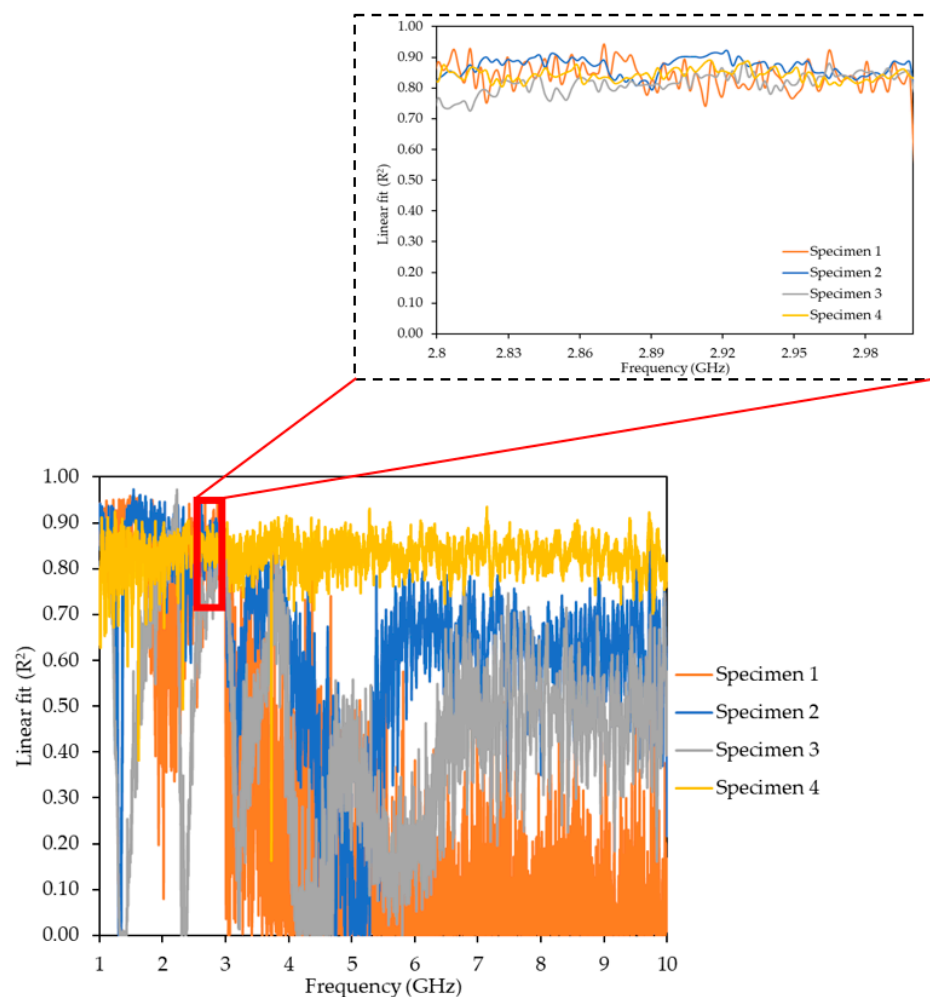 1.00
0.90
0.80
0.70
0.60
0.50
0.40
0.30
0.20
0.10
0.00
Linear fit (R²)
Specimen 1
Specimen 2
Specimen 3
Specimen 4
2.8 2.83 2.86 2.89 2.92 2.95 2.98
Frequency (GHz)
1.00
0.90
0.80
0.70
0.60
0.50
0.40
0.30
0.20
0.10
0.00
Linear fit (R²)
1 2 3 4 5 6 7 8 9 10
Frequency (GHz)
Specimen 1
Specimen 2
Specimen 3
Specimen 4